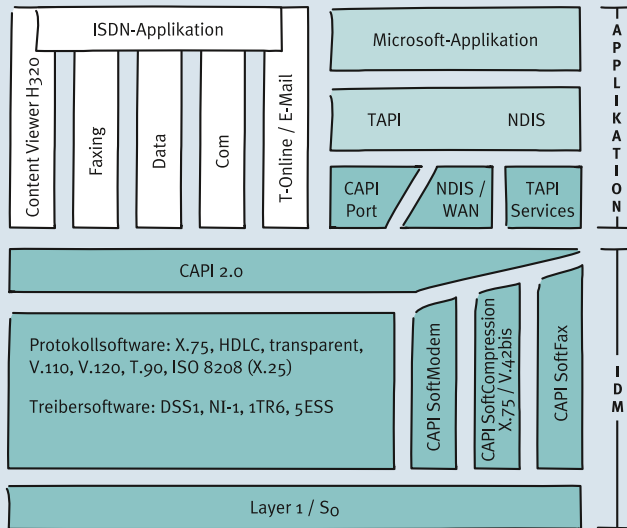 ISDN-Applikation
Content Viewer H320
Faxing
Data
Com
T-Online / E-Mail
Microsoft-Applikation
TAPI
NDIS
CAPI
Port
NDIS /
WAN
TAPI
Services
APPLIKATION
CAPI 2.0
Protokollsoftware: X.75, HDLC, transparent,
V.110, V.120, T.90, ISO 8208 (X.25)
Treibersoftware: DSS1, NI-1, 1TR6, 5ESS
CAPI SoftModem
CAPI SoftCompression
X.75 / V.42bis
CAPI SoftFax
IDM
Layer 1 / S0